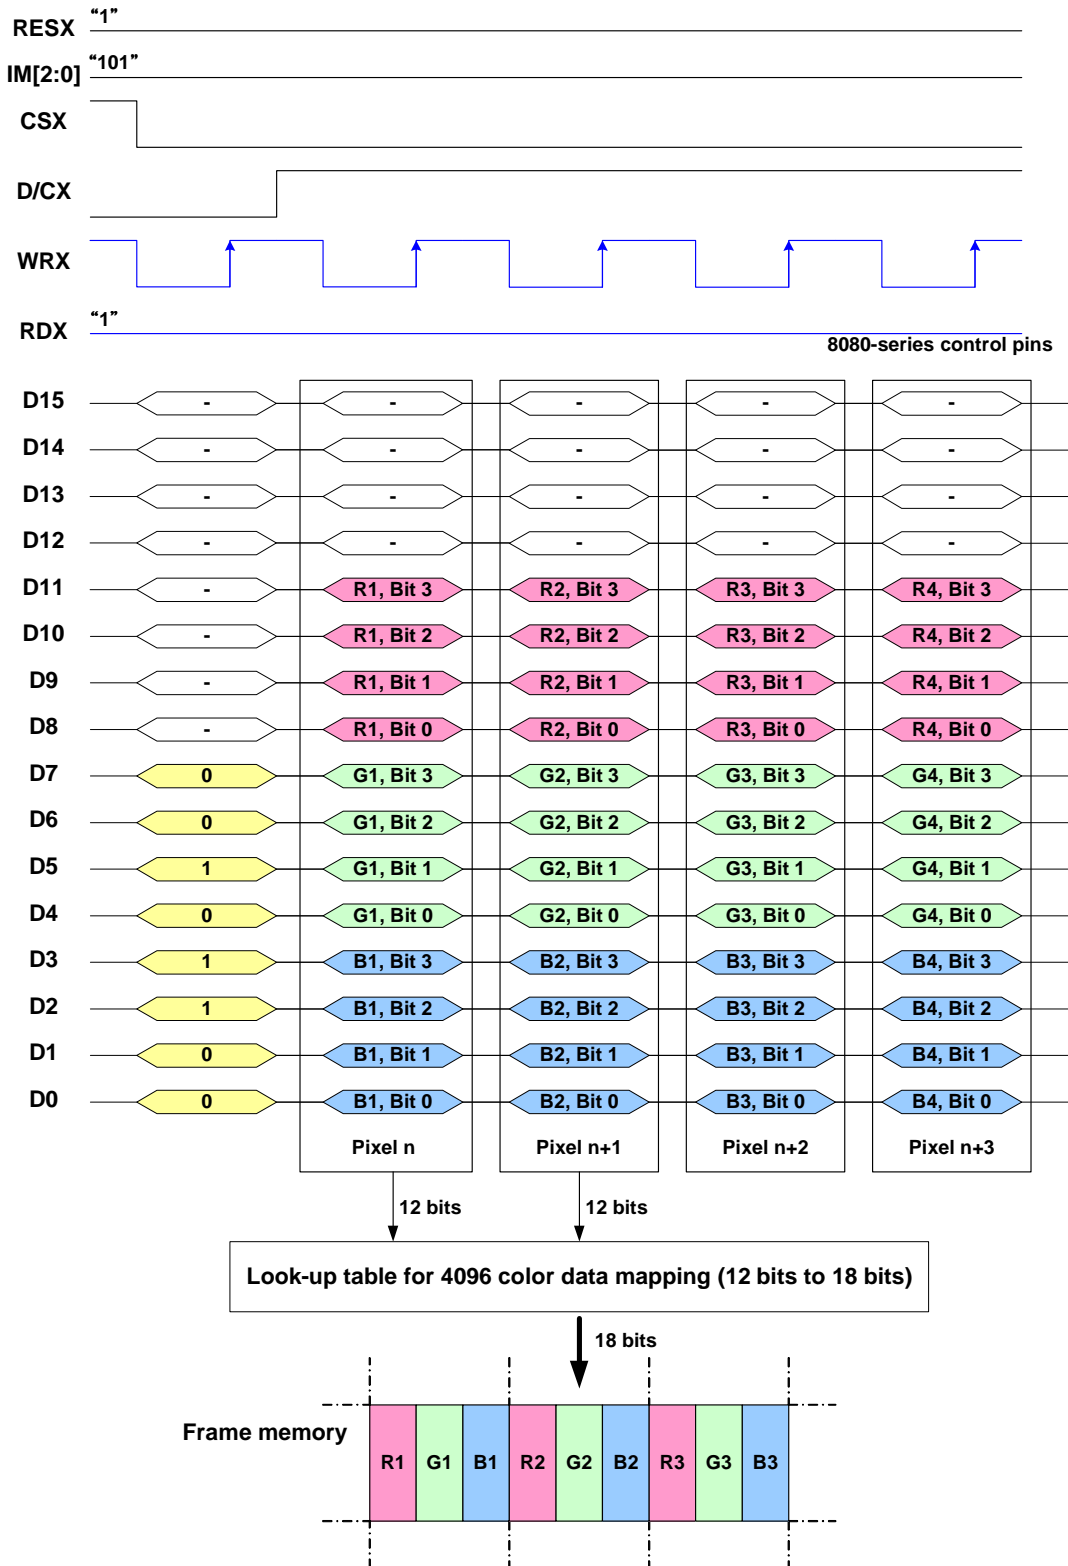 RESX “1”
IM[2:0] “101”
CSX
D/CX
WRX
RDX “1”
8080-series control pins
D15 - - - - -
D14 - - - - -
D13 - - - - -
D12 - - - - -
D11 - R1, Bit 3 R2, Bit 3 R3, Bit 3 R4, Bit 3
D10 - R1, Bit 2 R2, Bit 2 R3, Bit 2 R4, Bit 2
D9 - R1, Bit 1 R2, Bit 1 R3, Bit 1 R4, Bit 1
D8 - R1, Bit 0 R2, Bit 0 R3, Bit 0 R4, Bit 0
D7 0 G1, Bit 3 G2, Bit 3 G3, Bit 3 G4, Bit 3
D6 0 G1, Bit 2 G2, Bit 2 G3, Bit 2 G4, Bit 2
D5 1 G1, Bit 1 G2, Bit 1 G3, Bit 1 G4, Bit 1
D4 0 G1, Bit 0 G2, Bit 0 G3, Bit 0 G4, Bit 0
D3 1 B1, Bit 3 B2, Bit 3 B3, Bit 3 B4, Bit 3
D2 1 B1, Bit 2 B2, Bit 2 B3, Bit 2 B4, Bit 2
D1 0 B1, Bit 1 B2, Bit 1 B3, Bit 1 B4, Bit 1
D0 0 B1, Bit 0 B2, Bit 0 B3, Bit 0 B4, Bit 0
Pixel n Pixel n+1 Pixel n+2 Pixel n+3
12 bits 12 bits
Look-up table for 4096 color data mapping (12 bits to 18 bits)
18 bits
Frame memory
R1 G1 B1 R2 G2 B2 R3 G3 B3